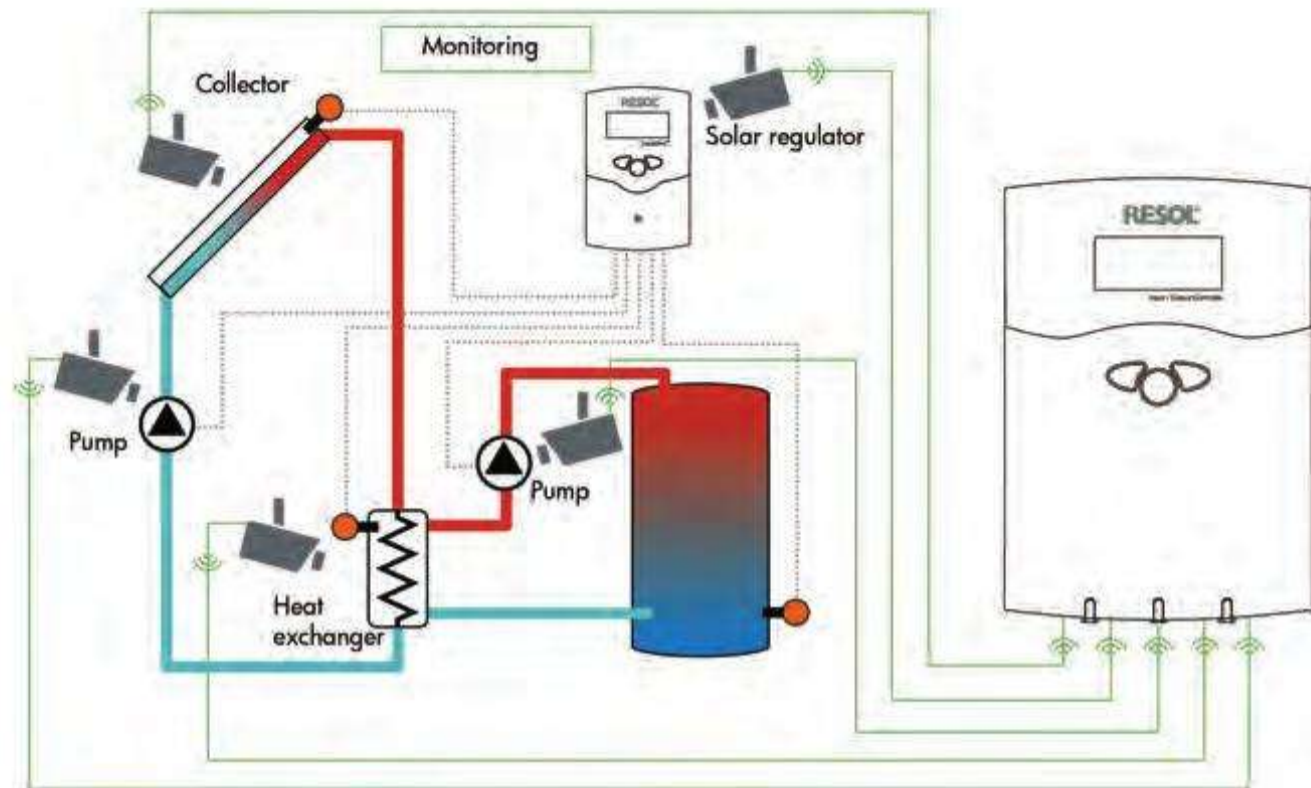 Monitoring
Collector
RESOL
Solar regulator
RESOL
Pump
Pump
Heat
exchanger